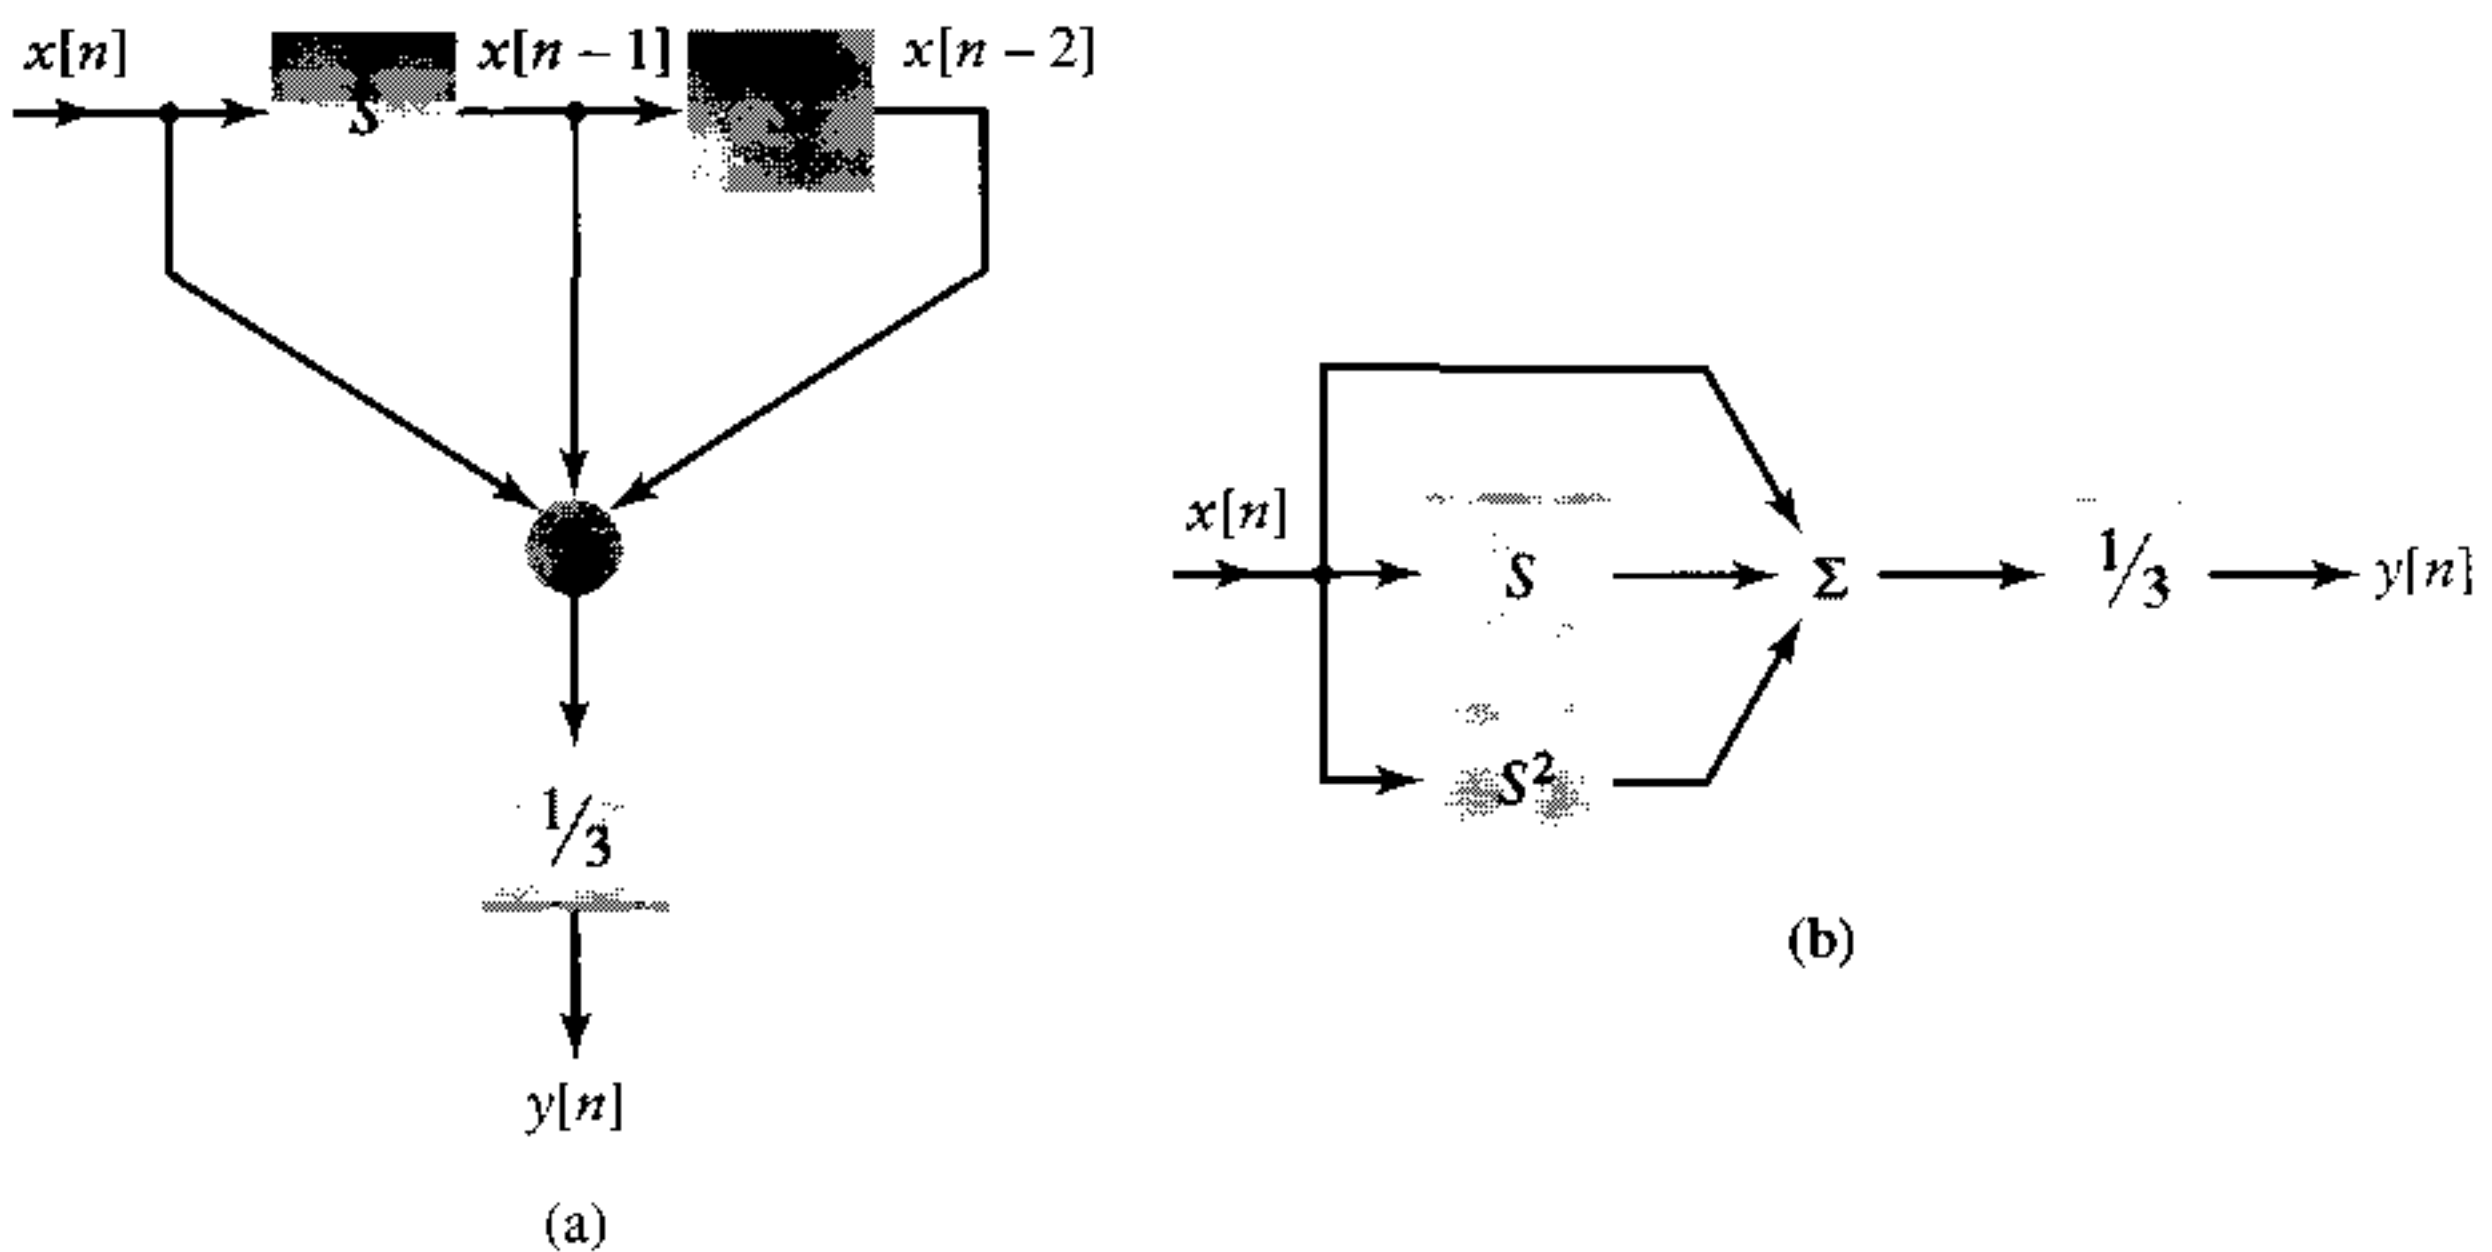 x[n] x[n – 1] x[n – 2]
S
x[n] S Σ 1/3 y[n]
S²
1/3
(b)
y[n]
(a)